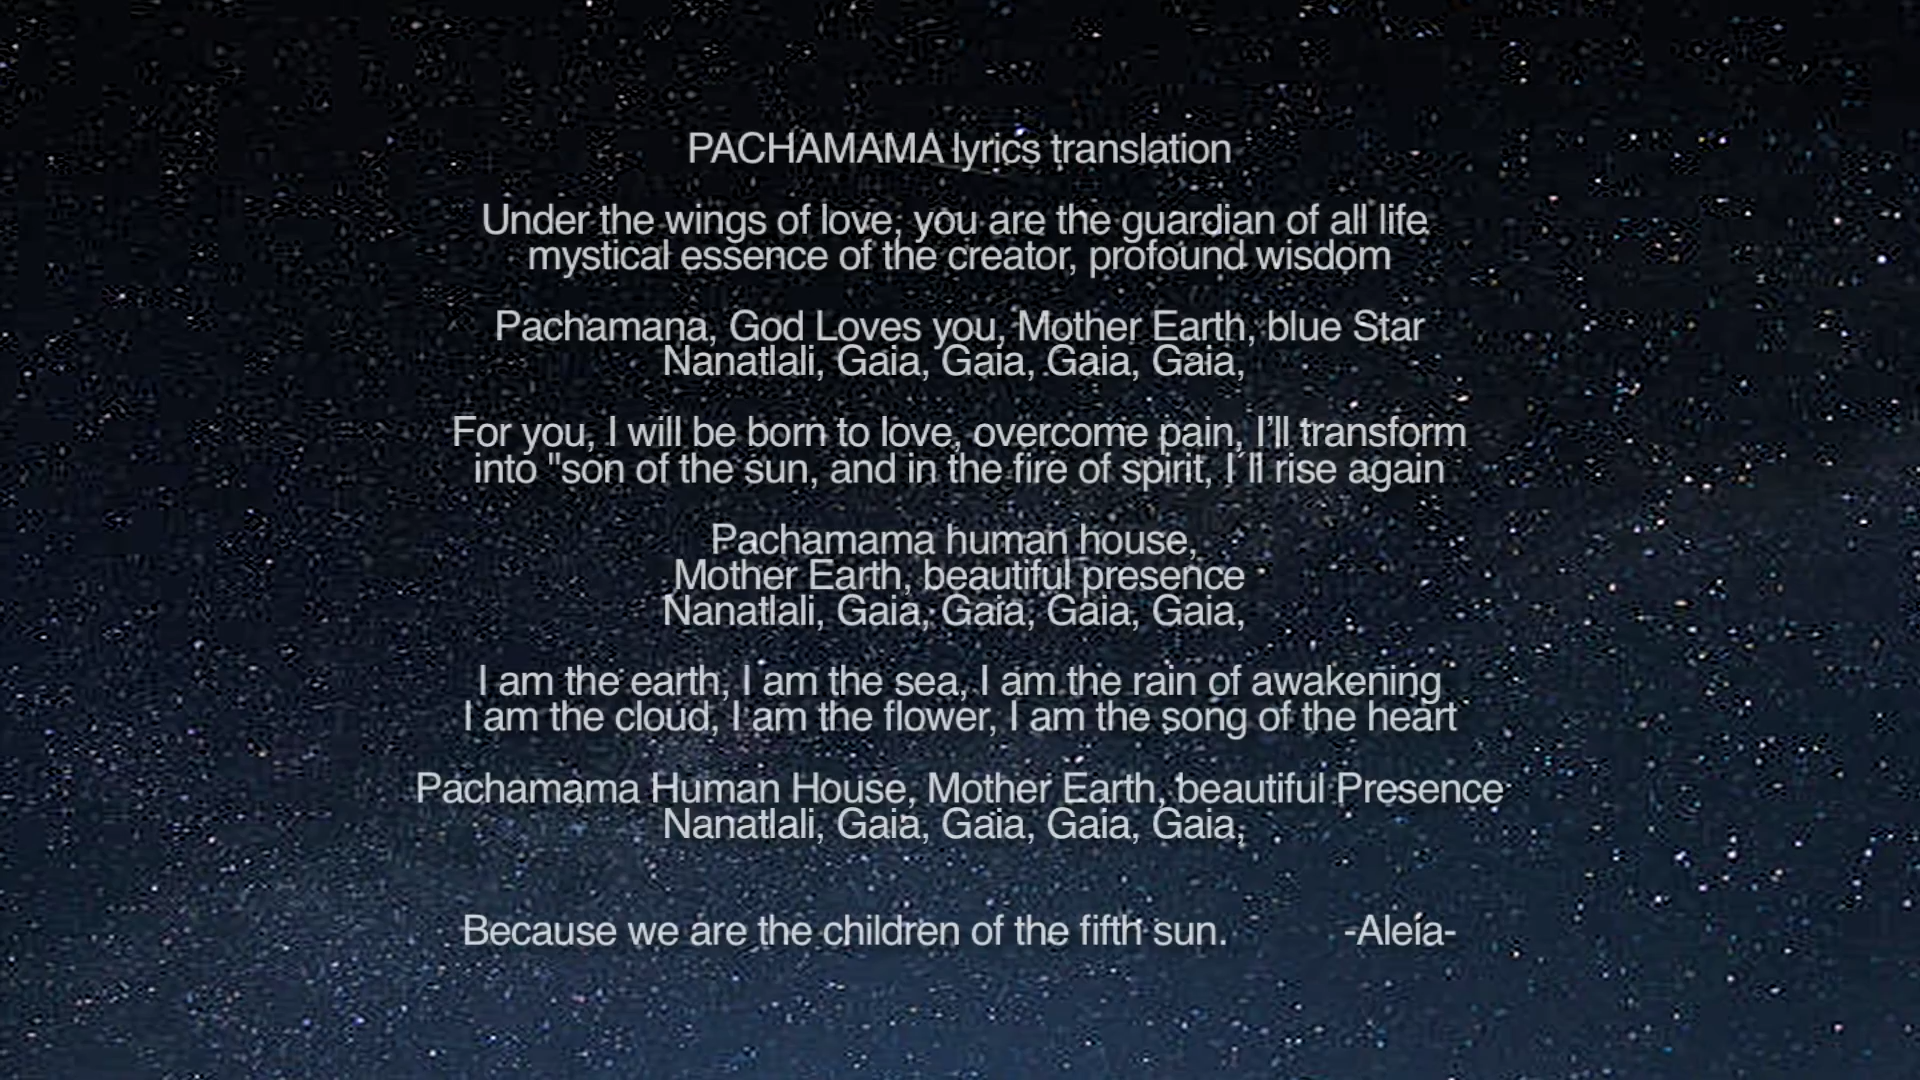 PACHAMAMA lyrics translation
Under the wings of love, you are the guardian of all life
mystical essence of the creator, profound wisdom
Pachamana, God Loves you, Mother Earth, blue Star
Nanatlali, Gaia, Gaia, Gaia, Gaia,
For you, I will be born to love, overcome pain, I’ll transform
into "son of the sun, and in the fire of spirit, I´ll rise again
Pachamama human house,
Mother Earth, beautiful presence
Nanatlali, Gaia, Gaia, Gaia, Gaia,
I am the earth, I am the sea, I am the rain of awakening
I am the cloud, I am the flower, I am the song of the heart
Pachamama Human House, Mother Earth, beautiful Presence
Nanatlali, Gaia, Gaia, Gaia, Gaia,
Because we are the children of the fifth sun. -Aleía-